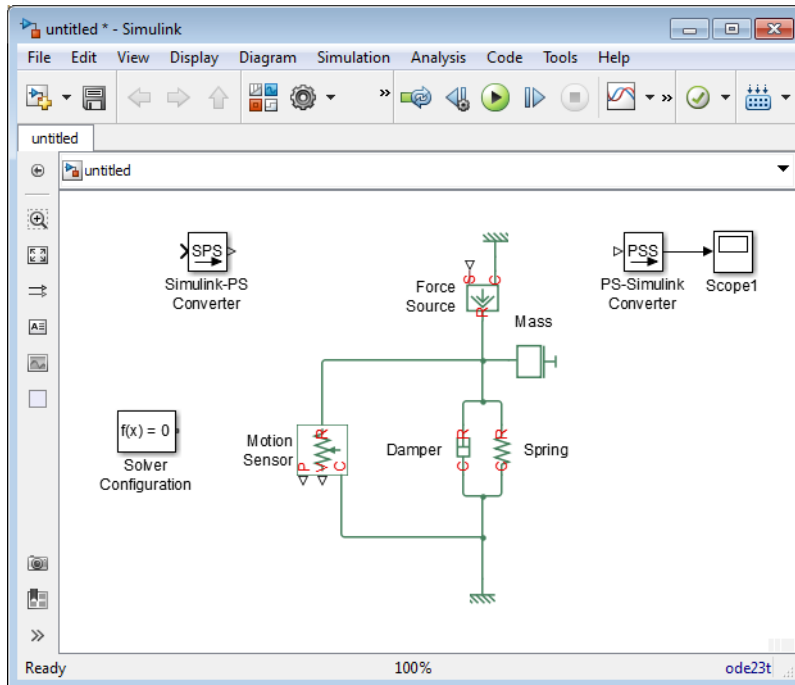 untitled * - Simulink
File Edit View Display Diagram Simulation Analysis Code Tools Help
untitled
untitled
SPS
Simulink-PS
Converter
Force
Source
S
C
R
PSS
PS-Simulink
Converter
Scope1
Mass
f(x) = 0
Solver
Configuration
Motion
Sensor
R
P
V
C
Damper
R
C
R
C
Spring
Ready 100% ode23t